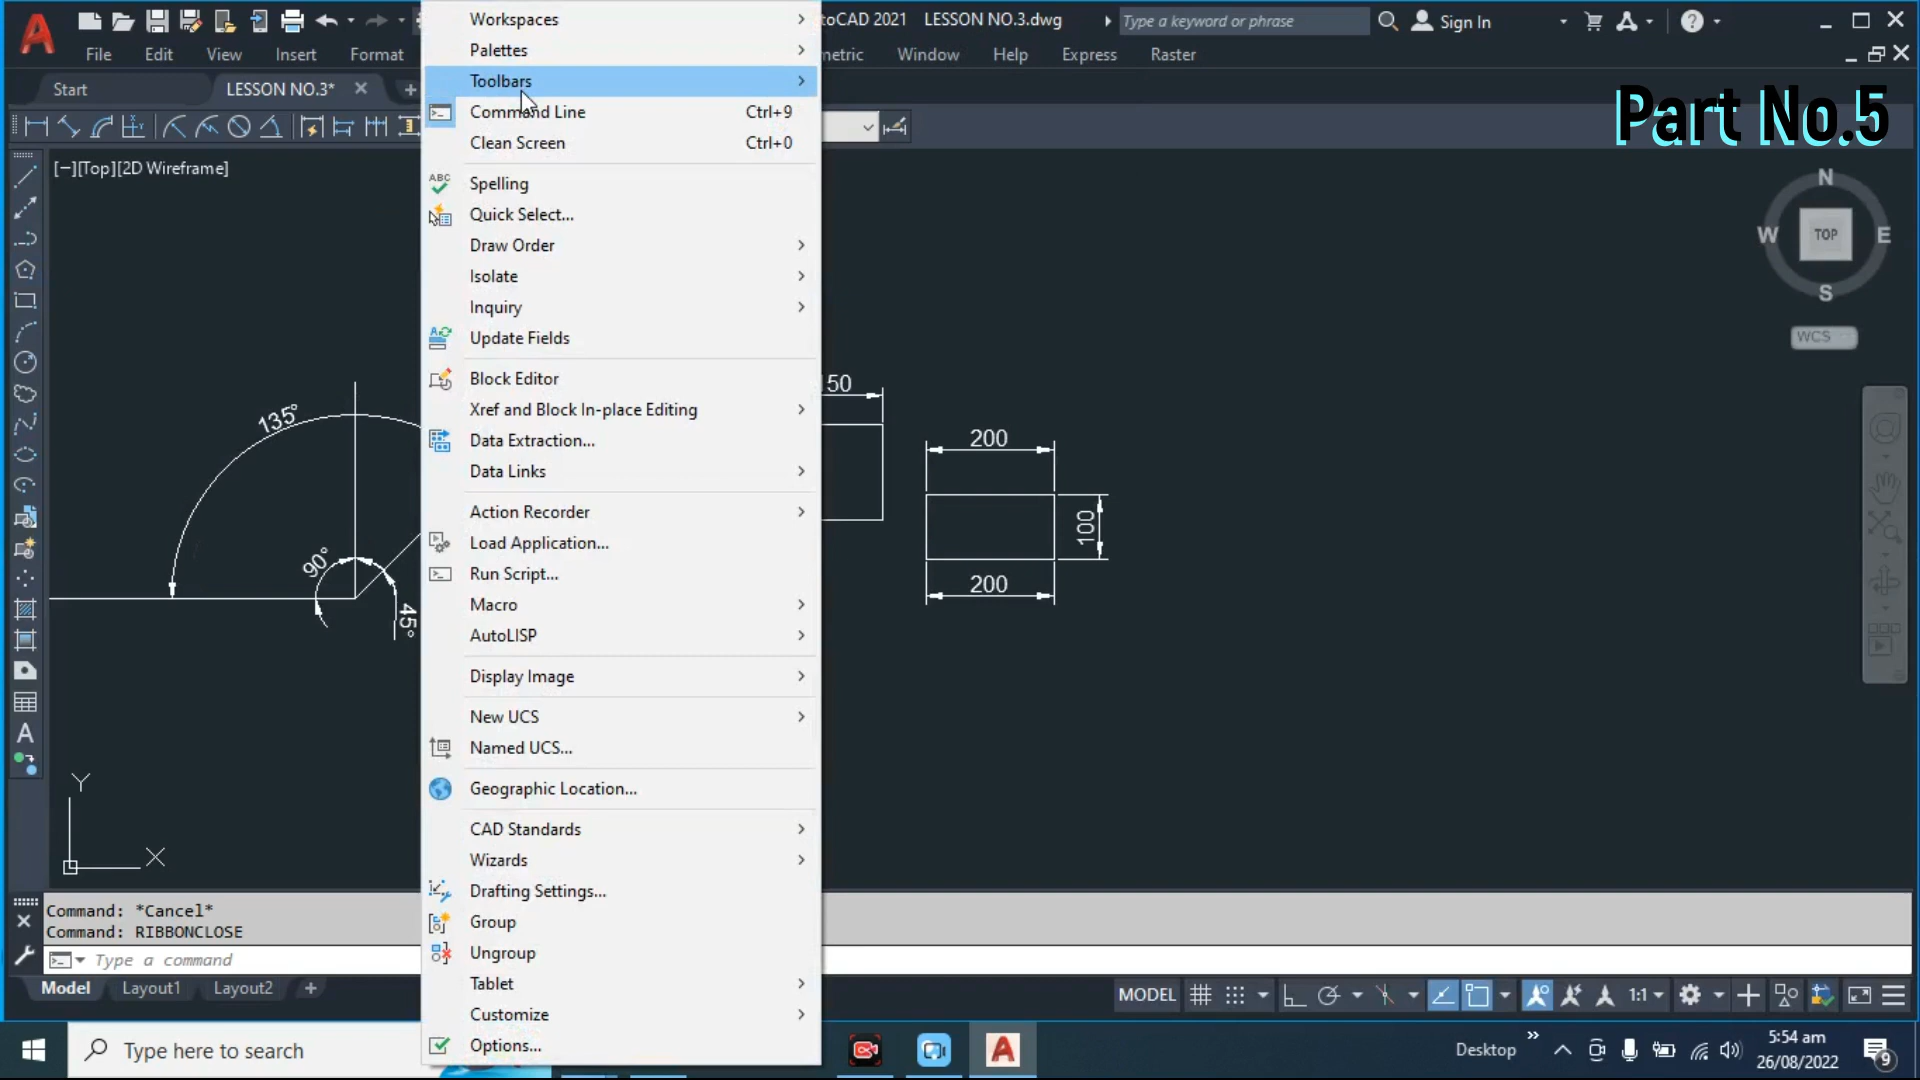 Workspaces
toCAD 2021 LESSON NO.3.dwg
Type a keyword or phrase
Sign In
File Edit View Insert Format
Palettes
etric Window Help Express Raster
Start
LESSON NO.3*
Toolbars
Command Line Ctrl+9
Clean Screen Ctrl+0
Part No.5
[−][Top][2D Wireframe]
ABC
Spelling
Quick Select...
Draw Order
Isolate
Inquiry
Update Fields
Block Editor
Xref and Block In-place Editing
Data Extraction...
Data Links
Action Recorder
Load Application...
Run Script...
Macro
AutoLISP
Display Image
New UCS
Named UCS...
Geographic Location...
CAD Standards
Wizards
Drafting Settings...
Group
Ungroup
Tablet
Customize
Options...
N
W TOP E
S
WCS
135°
90°
45°
150
200
100
200
A
Y
X
Command: *Cancel*
Command: RIBBONCLOSE
Type a command
Model Layout1 Layout2
MODEL
1:1
Type here to search
Desktop
5:54 am
26/08/2022
9